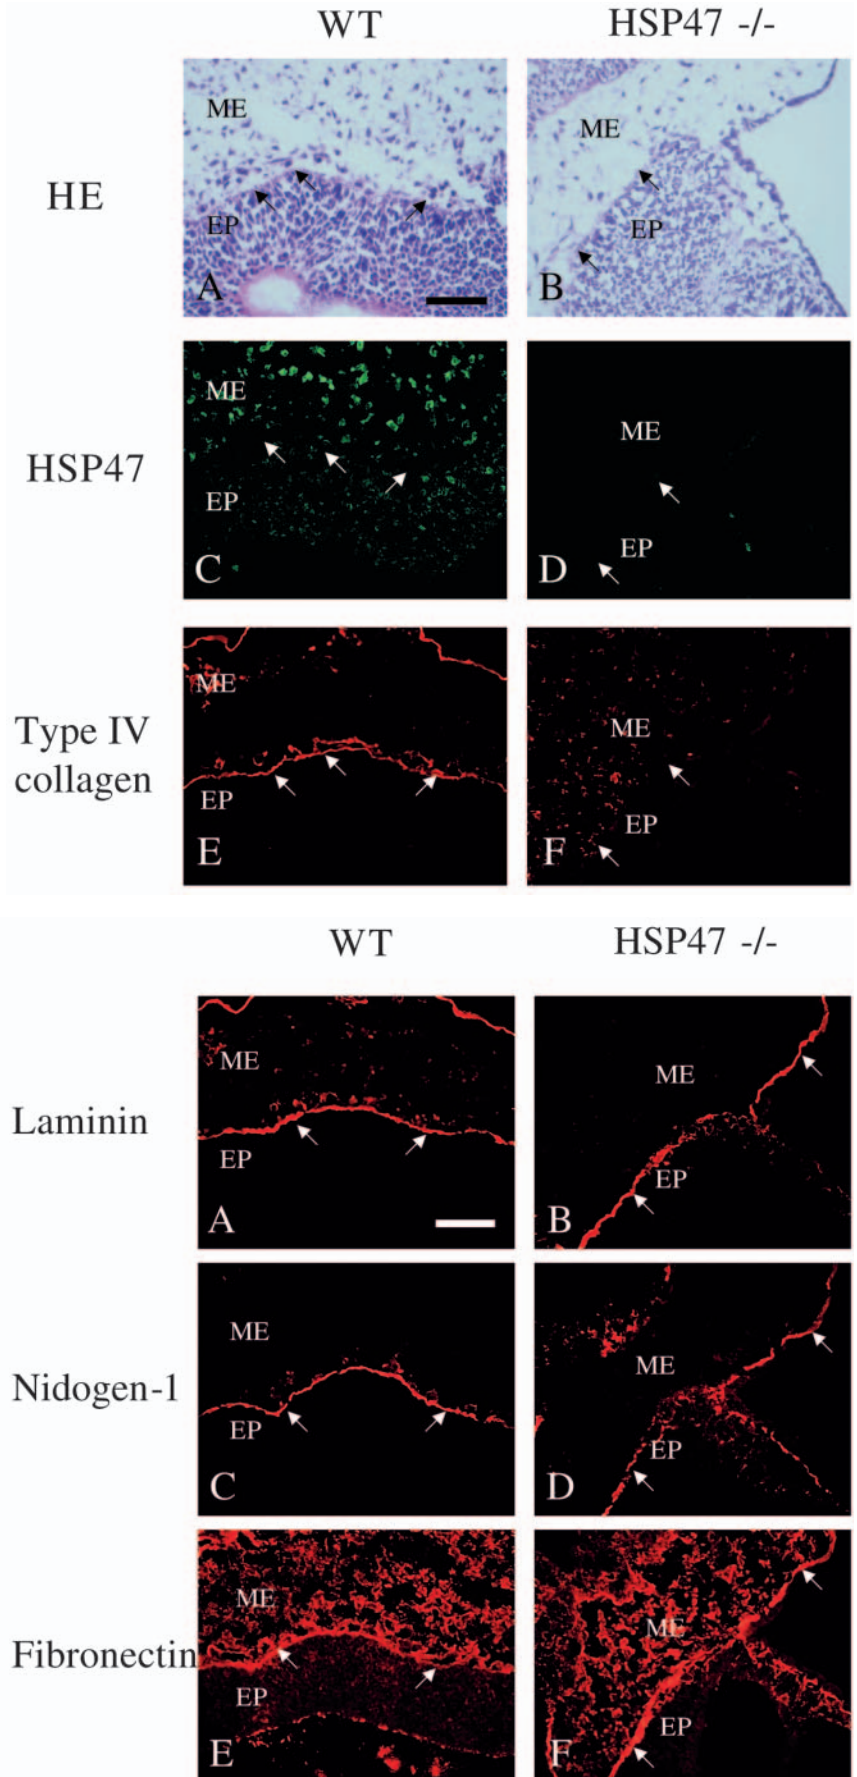 WT HSP47 -/-
HE
ME ME
EP EP
A B
HSP47
ME ME
EP EP
C D
Type IV
collagen
ME ME
EP EP
E F
WT HSP47 -/-
Laminin
ME ME
EP EP
A B
Nidogen-1
ME ME
EP EP
C D
Fibronectin
ME ME
EP EP
E F